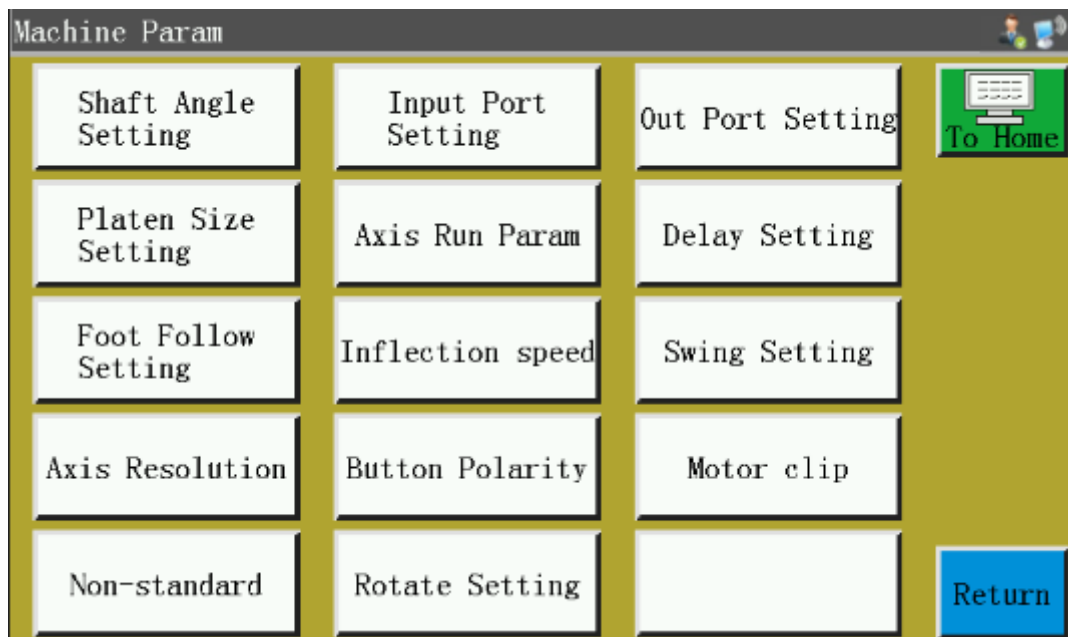 Machine Param
Shaft Angle
Setting
Input Port
Setting
Out Port Setting
To Home
Platen Size
Setting
Axis Run Param
Delay Setting
Foot Follow
Setting
Inflection speed
Swing Setting
Axis Resolution
Button Polarity
Motor clip
Non-standard
Rotate Setting
Return